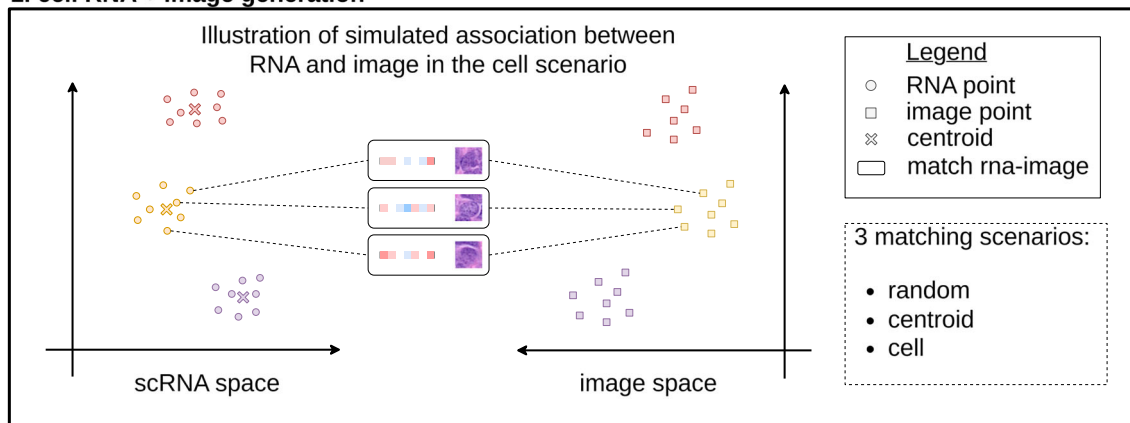 Illustration of simulated association between
RNA and image in the cell scenario
scRNA space
image space
Legend
RNA point
image point
centroid
match rna-image
3 matching scenarios:
• random
• centroid
• cell